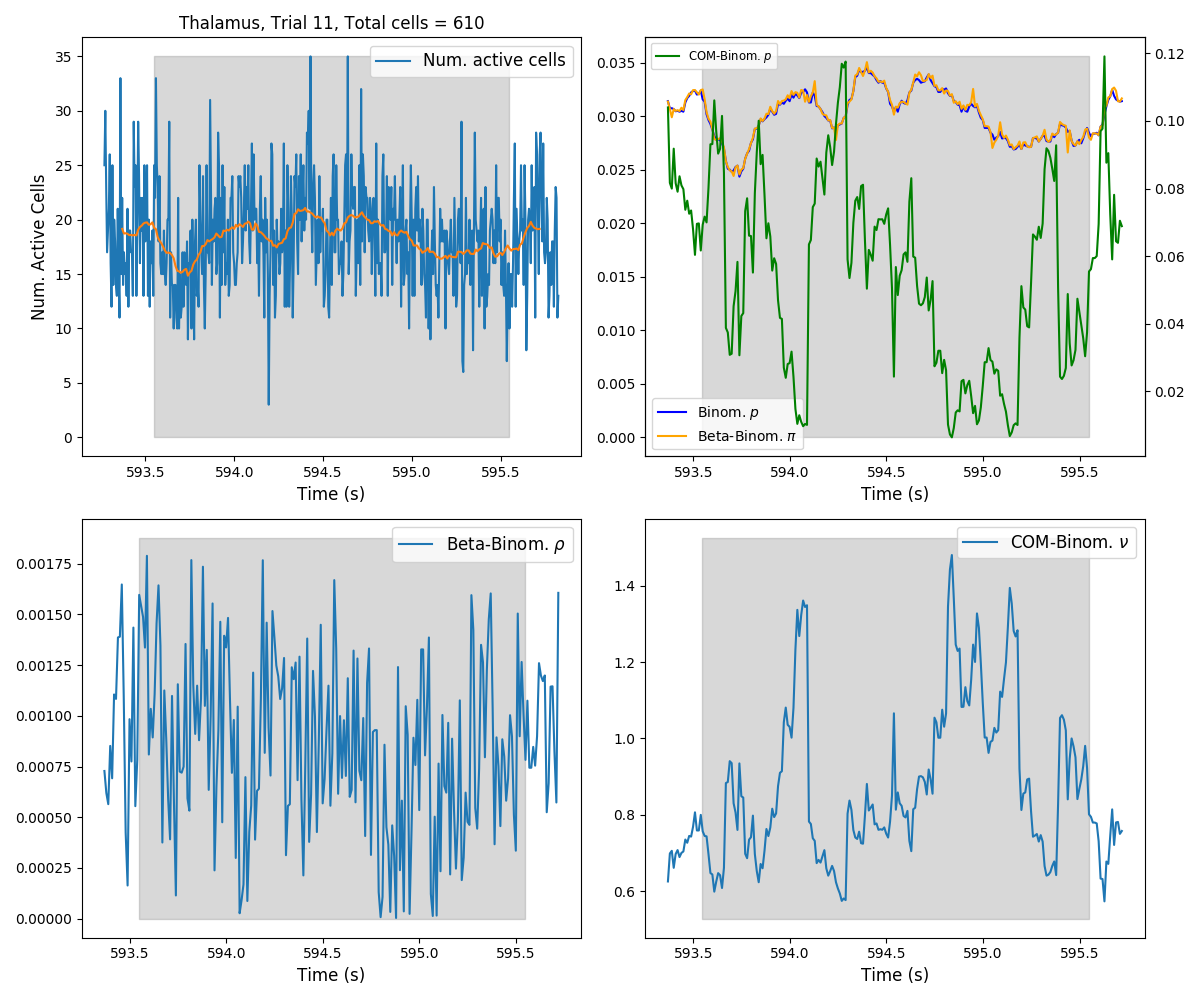 Thalamus, Trial 11, Total cells = 610
Num. active cells
Num. Active Cells
35
30
25
20
15
10
5
0
593.5 594.0 594.5 595.0 595.5
Time (s)
COM-Binom. p
Binom. p
Beta-Binom. π
0.035
0.030
0.025
0.020
0.015
0.010
0.005
0.000
0.12
0.10
0.08
0.06
0.04
0.02
593.5 594.0 594.5 595.0 595.5
Time (s)
Beta-Binom. ρ
0.00175
0.00150
0.00125
0.00100
0.00075
0.00050
0.00025
0.00000
593.5 594.0 594.5 595.0 595.5
Time (s)
COM-Binom. ν
1.4
1.2
1.0
0.8
0.6
593.5 594.0 594.5 595.0 595.5
Time (s)